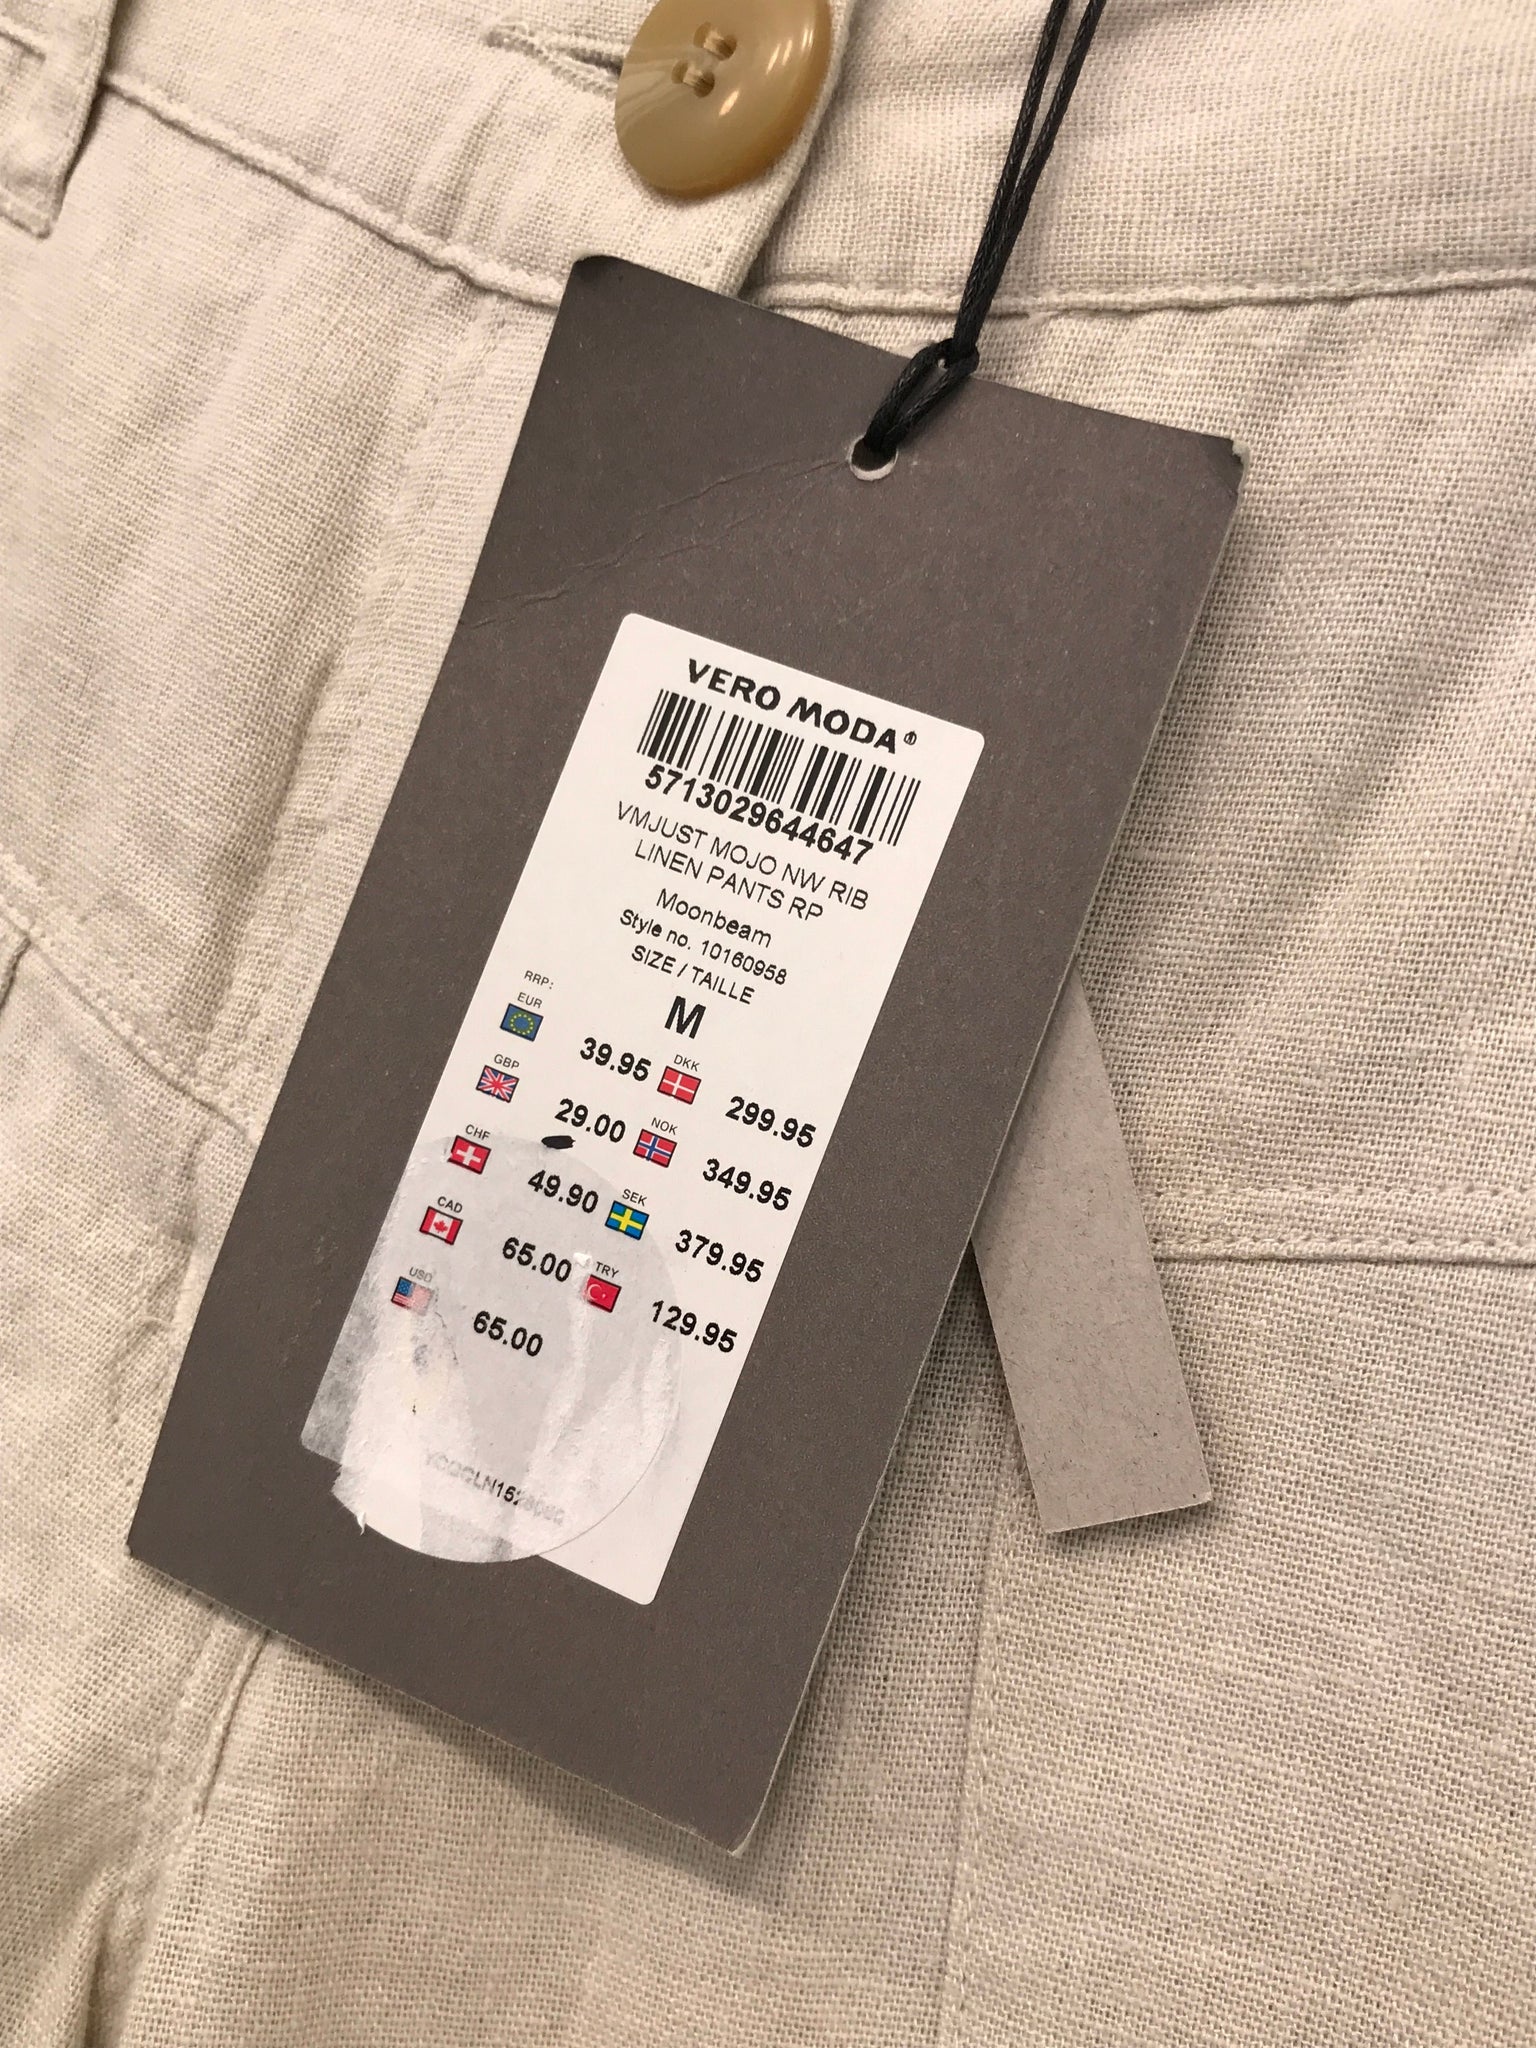 VERO MODA®
5713029644647
VMJUST MOJO NW RIB
LINEN PANTS RP
Moonbeam
Style no. 10160958
SIZE / TAILLE
M
RRP:
EUR 39.95 DKK 299.95
GBP 29.00 NOK 349.95
CHF 49.90 SEK 379.95
CAD 65.00 TRY 129.95
USD 65.00